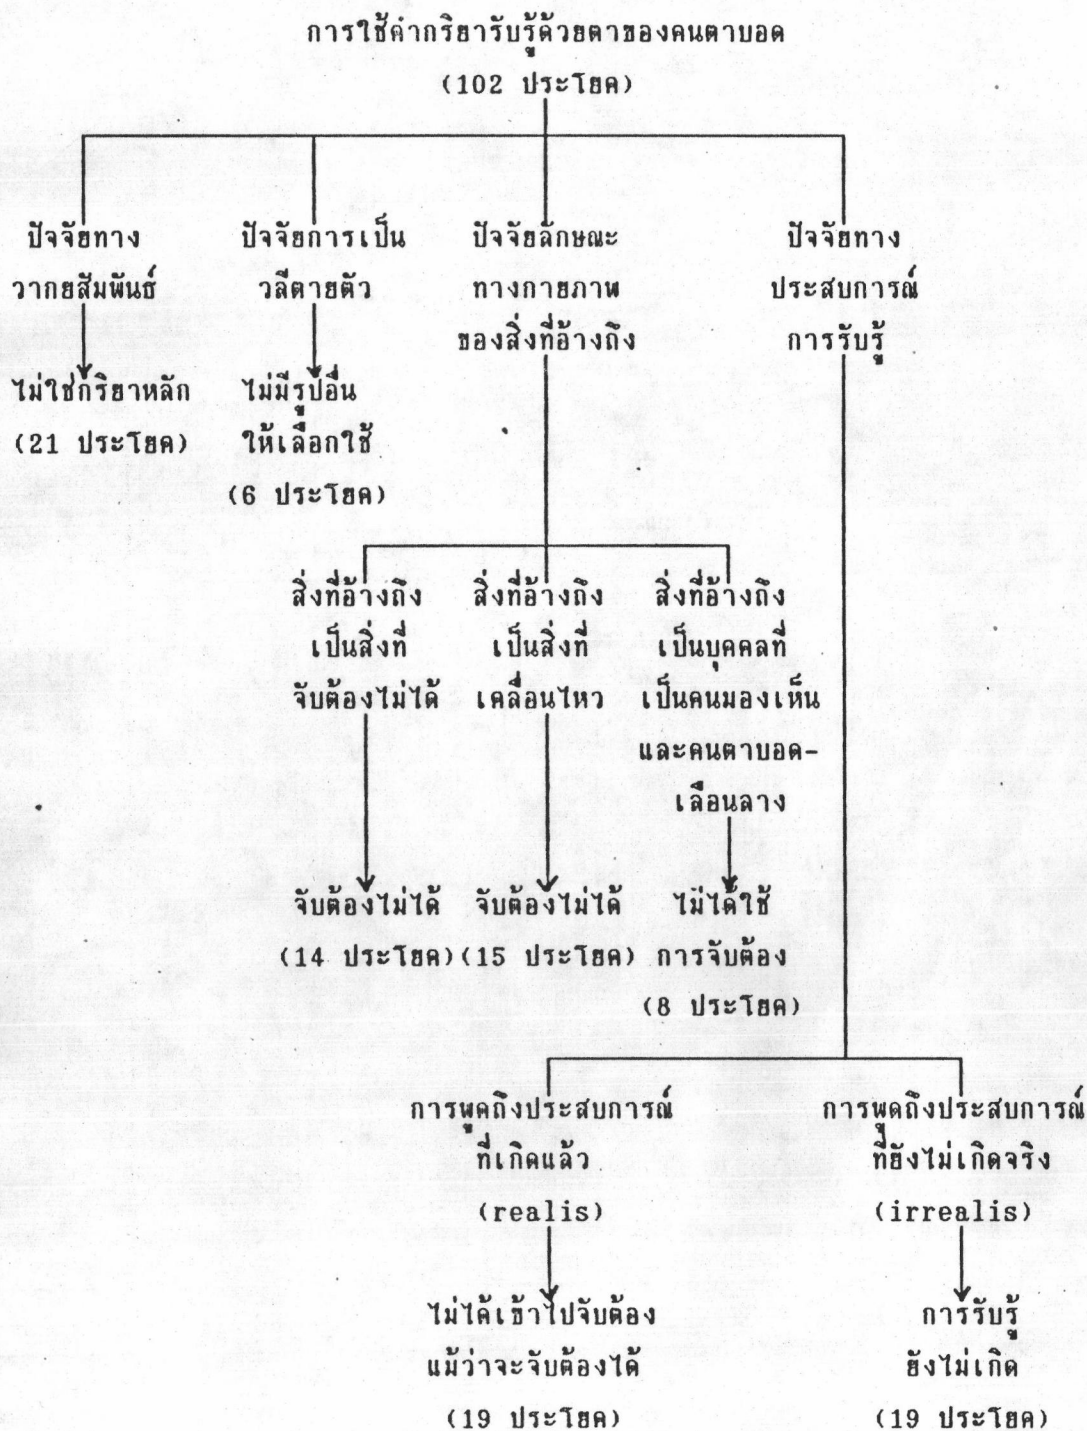 การใช้คำกริยารับรู้ด้วยตาของคนตาบอด
(102 ประโยค)
ปัจจัยทาง
วากยสัมพันธ์
ไม่ใช่กริยาหลัก
(21 ประโยค)
ปัจจัยการเป็น
วลีตายตัว
ไม่มีรูปอื่น
ให้เลือกใช้
(6 ประโยค)
ปัจจัยลักษณะ
ทางกายภาพ
ของสิ่งที่อ้างถึง
สิ่งที่อ้างถึง
เป็นสิ่งที่
จับต้องไม่ได้
จับต้องไม่ได้
(14 ประโยค)
สิ่งที่อ้างถึง
เป็นสิ่งที่
เคลื่อนไหว
จับต้องไม่ได้
(15 ประโยค)
สิ่งที่อ้างถึง
เป็นบุคคลที่
เป็นคนมองเห็น
และคนตาบอด-
เลือนลาง
ไม่ได้ใช้
การจับต้อง
(8 ประโยค)
ปัจจัยทาง
ประสบการณ์
การรับรู้
การพูดถึงประสบการณ์
ที่เกิดแล้ว
(realis)
ไม่ได้เข้าไปจับต้อง
แม้ว่าจะจับต้องได้
(19 ประโยค)
การพูดถึงประสบการณ์
ที่ยังไม่เกิดจริง
(irrealis)
การรับรู้
ยังไม่เกิด
(19 ประโยค)